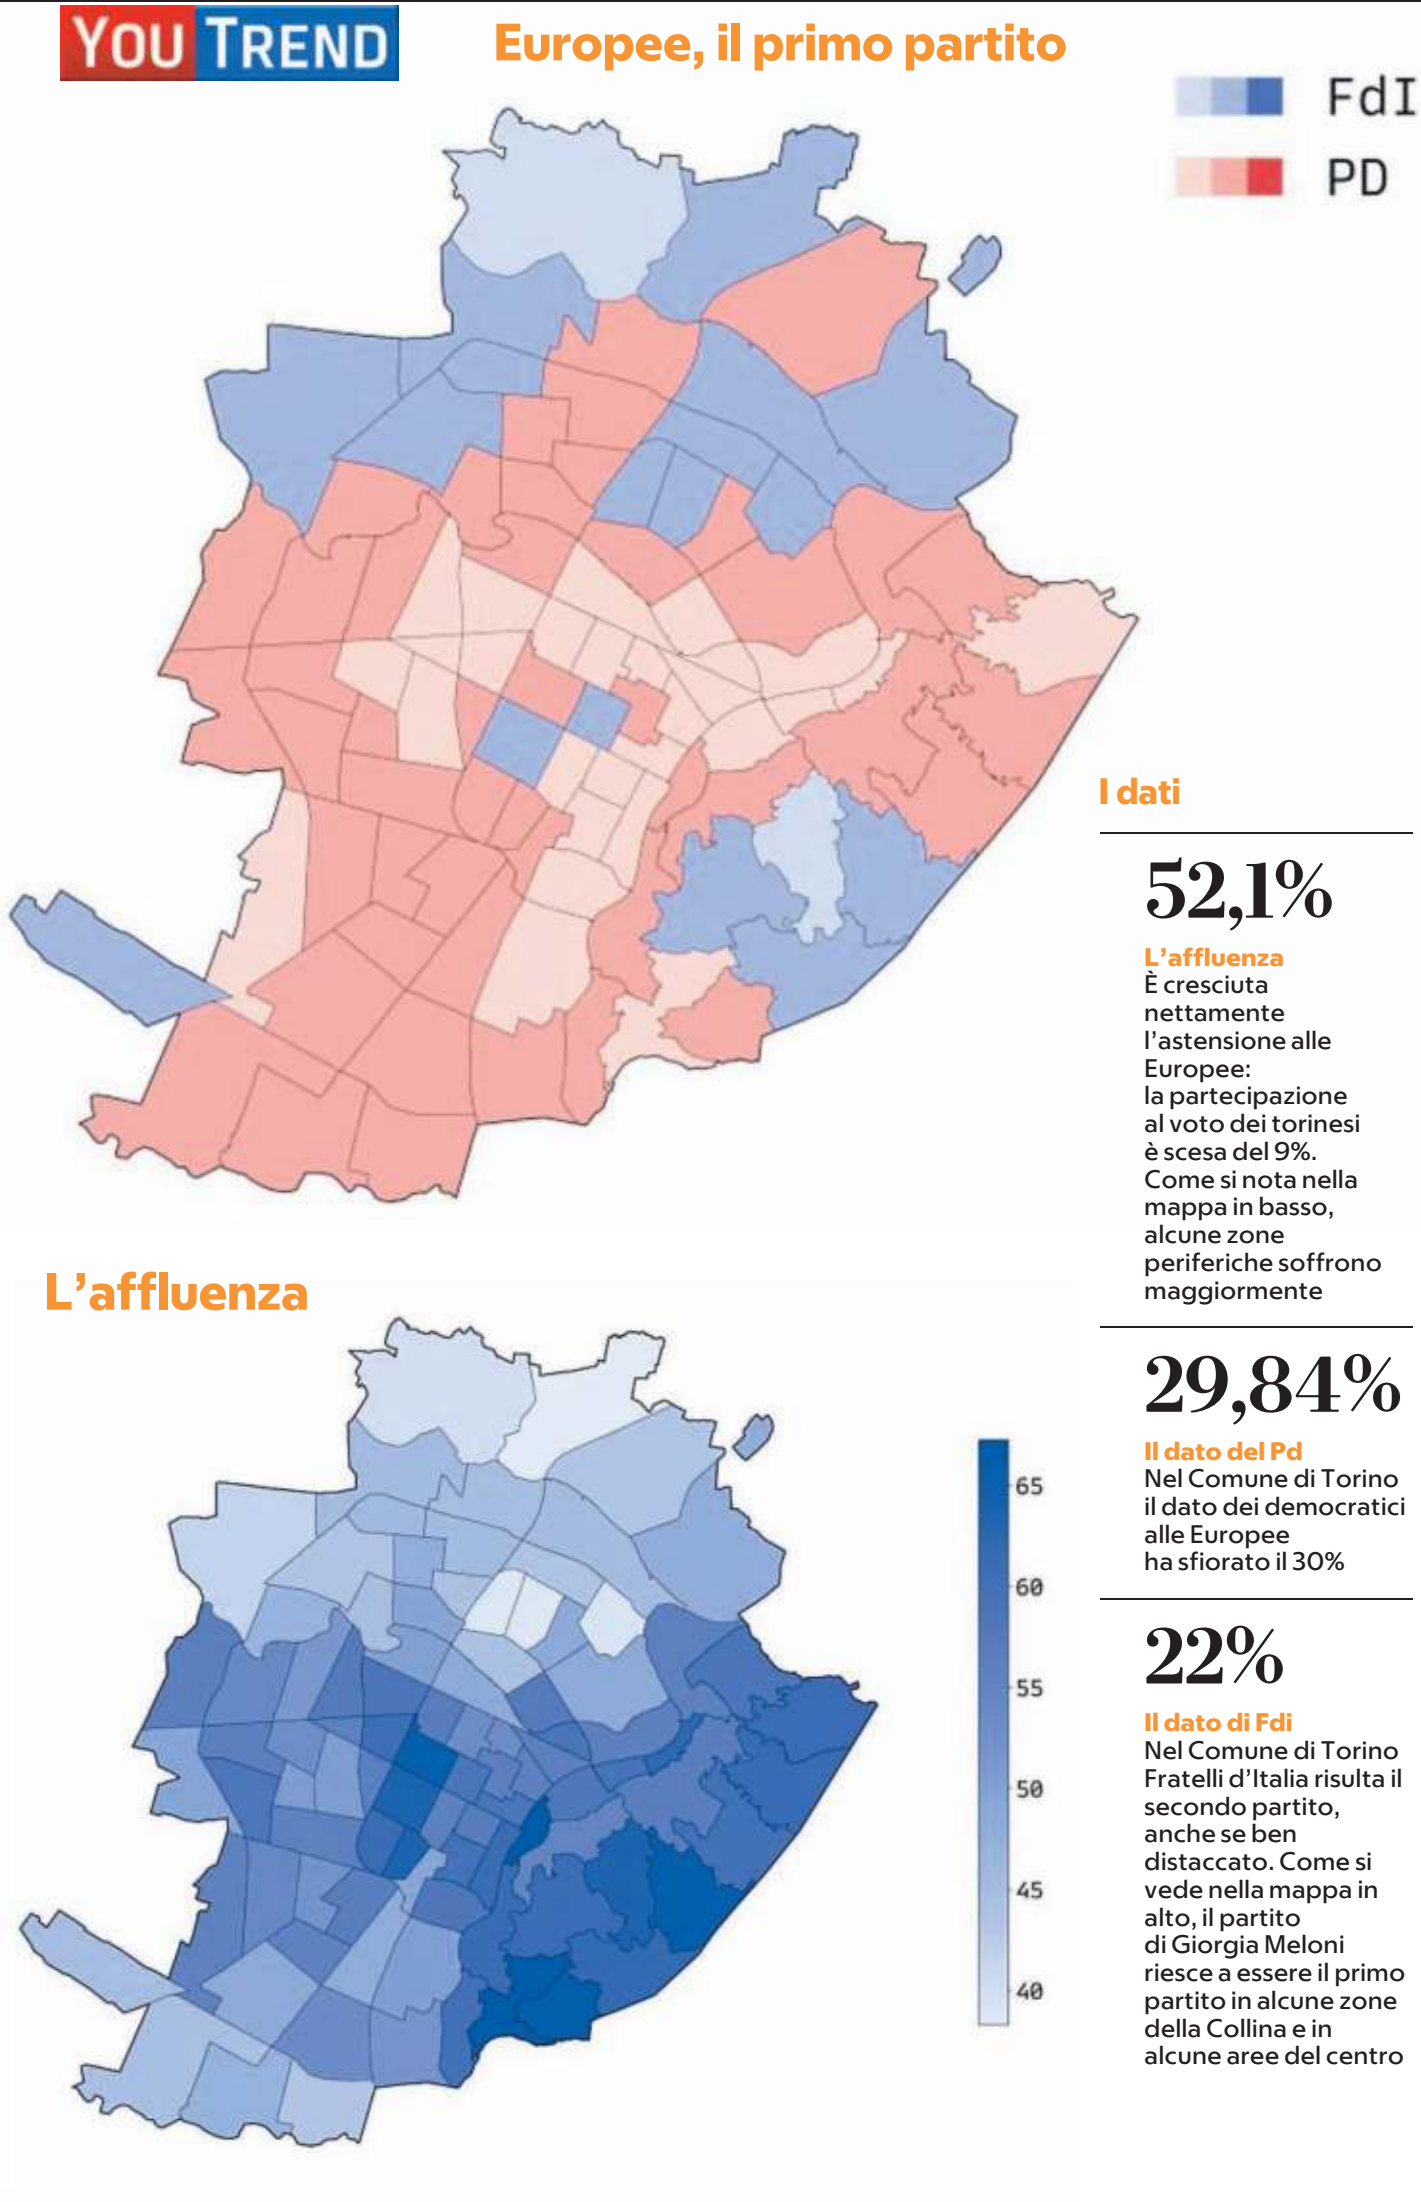 YOU TREND
Europee, il primo partito
FdI
PD
I dati
52,1%
L'affluenza
È cresciuta
nettamente
l'astensione alle
Europee:
la partecipazione
al voto dei torinesi
è scesa del 9%.
Come si nota nella
mappa in basso,
alcune zone
periferiche soffrono
maggiormente
29,84%
Il dato del Pd
Nel Comune di Torino
il dato dei democratici
alle Europee
ha sfiorato il 30%
22%
Il dato di Fdi
Nel Comune di Torino
Fratelli d'Italia risulta il
secondo partito,
anche se ben
distaccato. Come si
vede nella mappa in
alto, il partito
di Giorgia Meloni
riesce a essere il primo
partito in alcune zone
della Collina e in
alcune aree del centro
L'affluenza
65
60
55
50
45
40